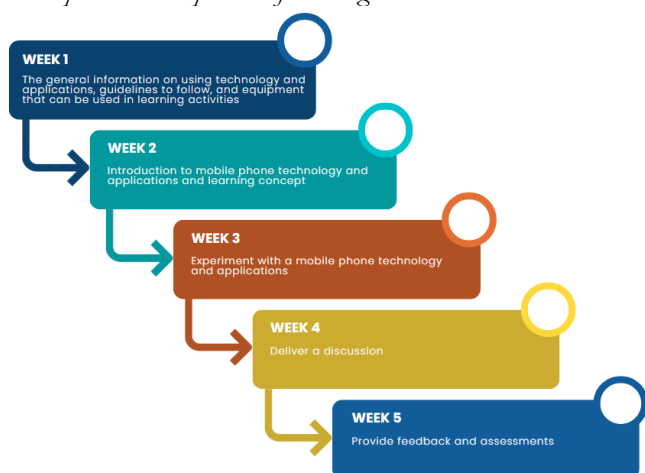 WEEK 1
The general information on using technology and
applications, guidelines to follow, and equipment
that can be used in learning activities
WEEK 2
Introduction to mobile phone technology and
applications and learning concept
WEEK 3
Experiment with a mobile phone technology
and applications
WEEK 4
Deliver a discussion
WEEK 5
Provide feedback and assessments